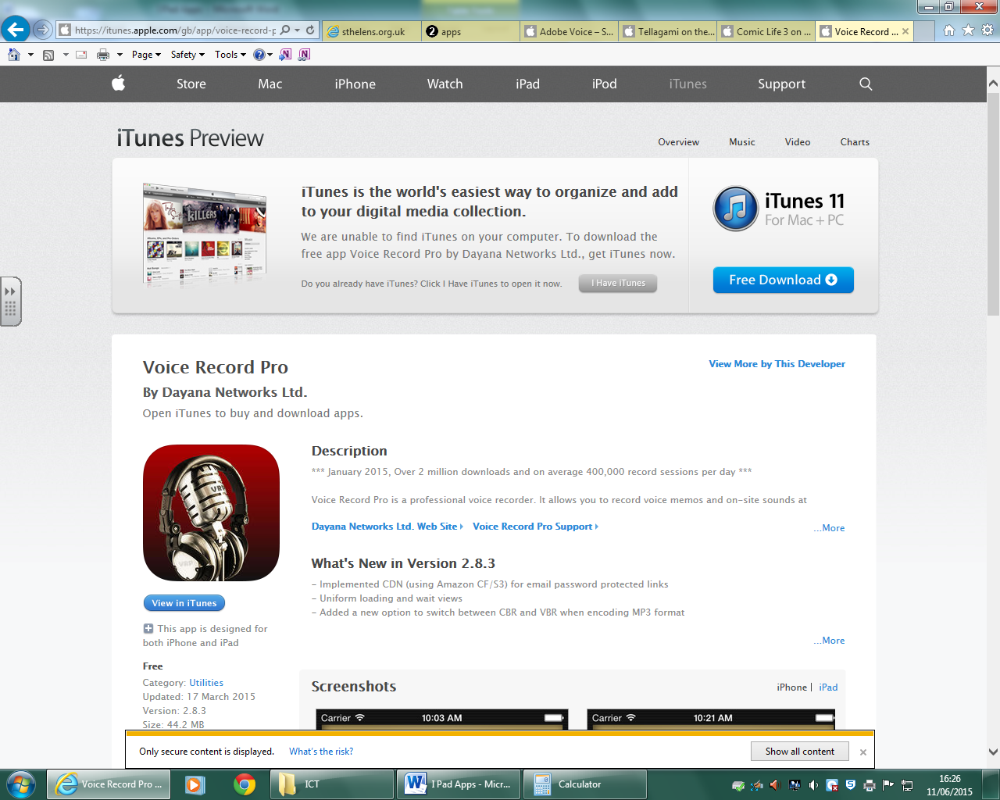 https://itunes.apple.com/gb/app/voice-record-p
sthelens.org.uk
apps
Adobe Voice – S...
Tellagami on the...
Comic Life 3 on ...
Voice Record ...
Page
Safety
Tools
Store
Mac
iPhone
Watch
iPad
iPod
iTunes
Support
iTunes Preview
Overview
Music
Video
Charts
iTunes is the world's easiest way to organize and add
to your digital media collection.
We are unable to find iTunes on your computer. To download the
free app Voice Record Pro by Dayana Networks Ltd., get iTunes now.
Do you already have iTunes? Click I Have iTunes to open it now.
I Have iTunes
iTunes 11
For Mac + PC
Free Download
KILLERS
Voice Record Pro
View More by This Developer
By Dayana Networks Ltd.
Open iTunes to buy and download apps.
VRP
VRP
View in iTunes
This app is designed for
both iPhone and iPad
Free
Category: Utilities
Updated: 17 March 2015
Version: 2.8.3
Size: 44.2 MB
Description
*** January 2015, Over 2 million downloads and on average 400,000 record sessions per day ***
Voice Record Pro is a professional voice recorder. It allows you to record voice memos and on-site sounds at
Dayana Networks Ltd. Web Site
Voice Record Pro Support
...More
What's New in Version 2.8.3
- Implemented CDN (using Amazon CF/S3) for email password protected links
- Uniform loading and wait views
- Added a new option to switch between CBR and VBR when encoding MP3 format
...More
Screenshots
iPhone |
iPad
Carrier
10:03 AM
Carrier
10:21 AM
Only secure content is displayed.
What's the risk?
Show all content
Voice Record Pro ...
ICT
I Pad Apps - Micr...
Calculator
16:26
11/06/2015